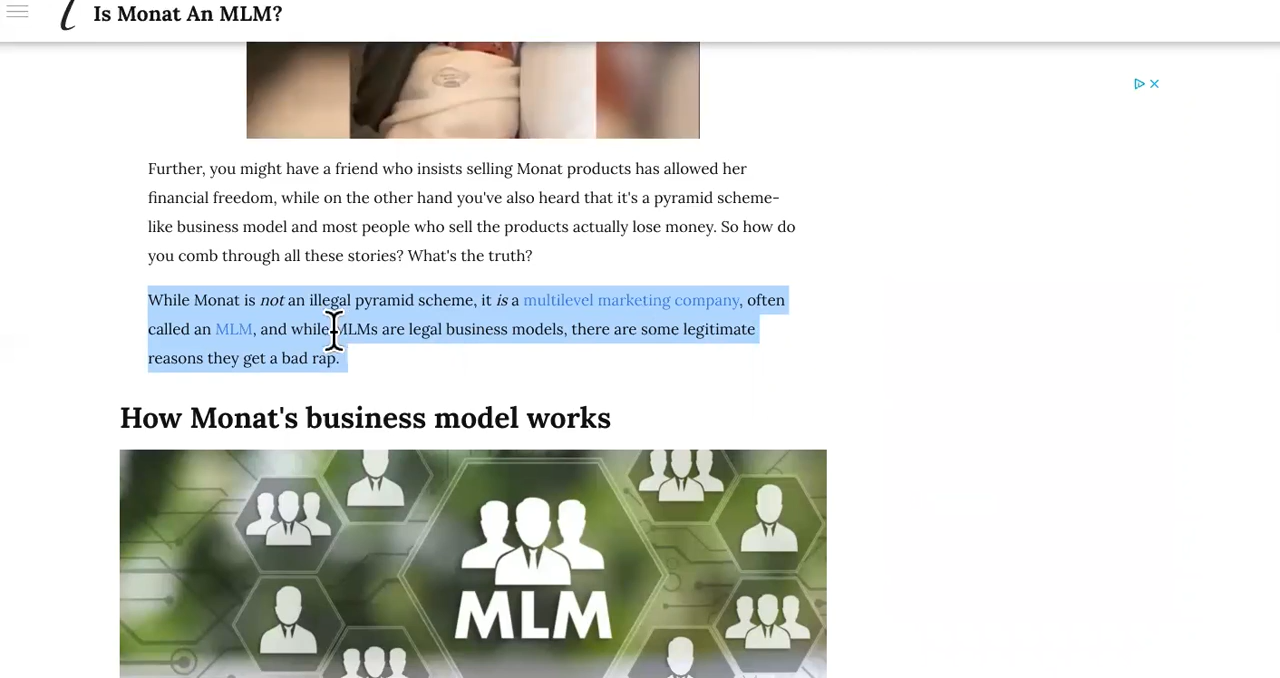 Is Monat An MLM?
Further, you might have a friend who insists selling Monat products has allowed her
financial freedom, while on the other hand you've also heard that it's a pyramid scheme-
like business model and most people who sell the products actually lose money. So how do
you comb through all these stories? What's the truth?
While Monat is not an illegal pyramid scheme, it is a multilevel marketing company, often
called an MLM, and while MLMs are legal business models, there are some legitimate
reasons they get a bad rap.
How Monat's business model works
MLM